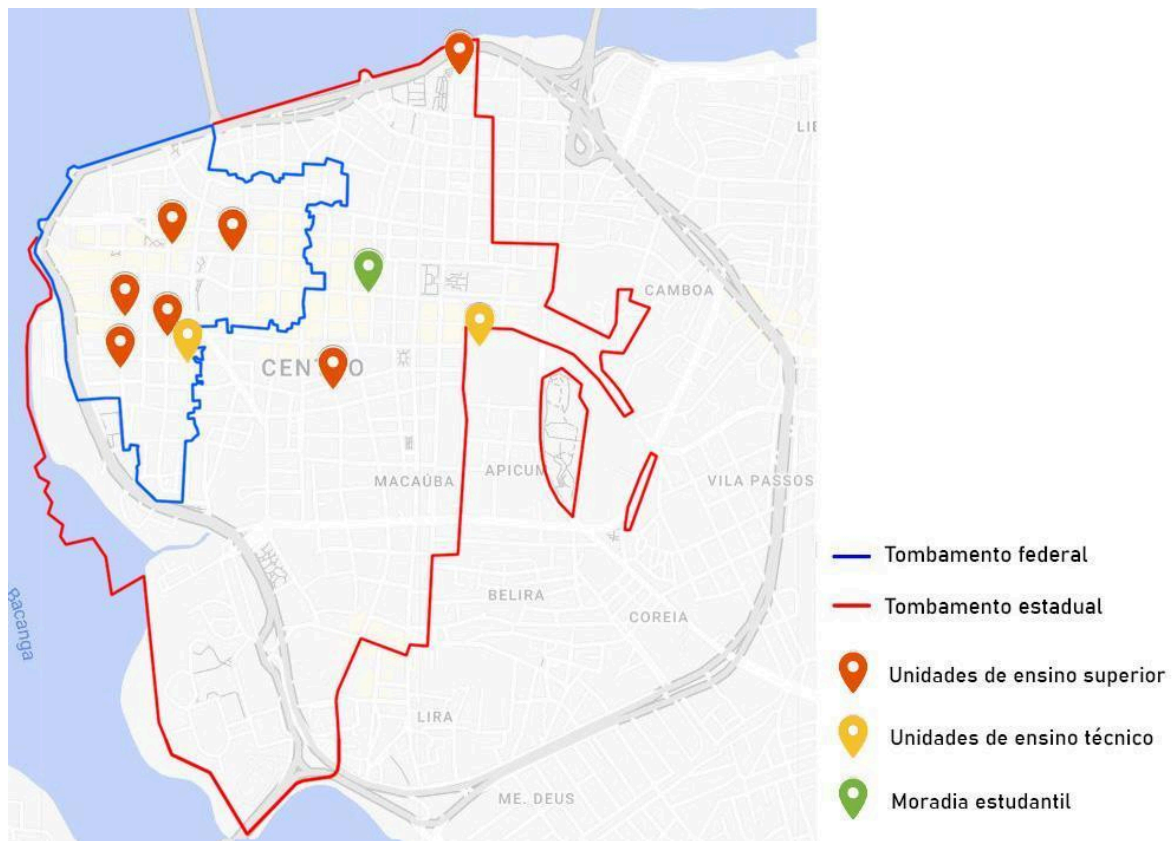 LIE
CAMBOA
CENTRO
MACAÚBA
APICUM
VILA PASSOS
Bacanga
BELIRA
COREIA
LIRA
ME. DEUS
Tombamento federal
Tombamento estadual
Unidades de ensino superior
Unidades de ensino técnico
Moradia estudantil